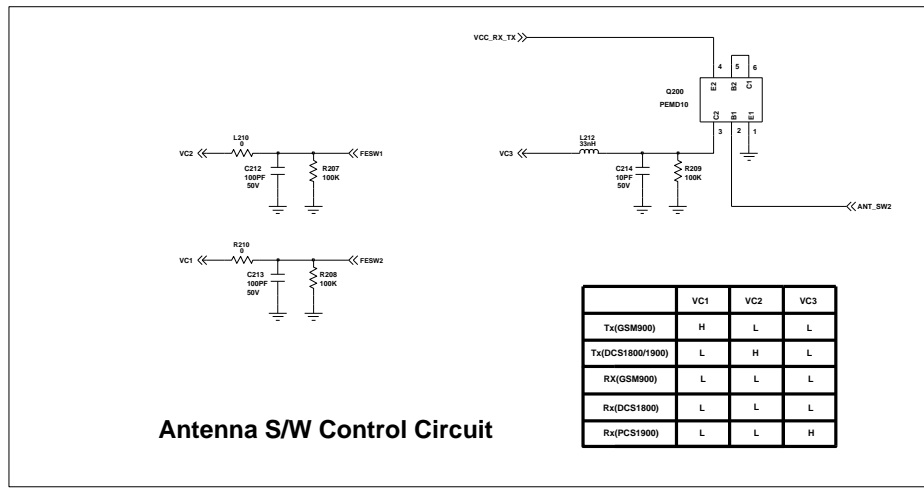 VCC_RX_TX
4 5 6
E2 B2 C1
Q200
PEMD10
C2 B1 E1
3 2 1
L210
0
VC2
FESW1
C212
100PF
50V
R207
100K
L212
33nH
VC3
C214
10PF
50V
R209
100K
ANT_SW2
R210
0
VC1
FESW2
C213
100PF
50V
R208
100K
VC1 VC2 VC3
Tx(GSM900) H L L
Tx(DCS1800/1900) L H L
RX(GSM900) L L L
Rx(DCS1800) L L L
Rx(PCS1900) L L H
Antenna S/W Control Circuit